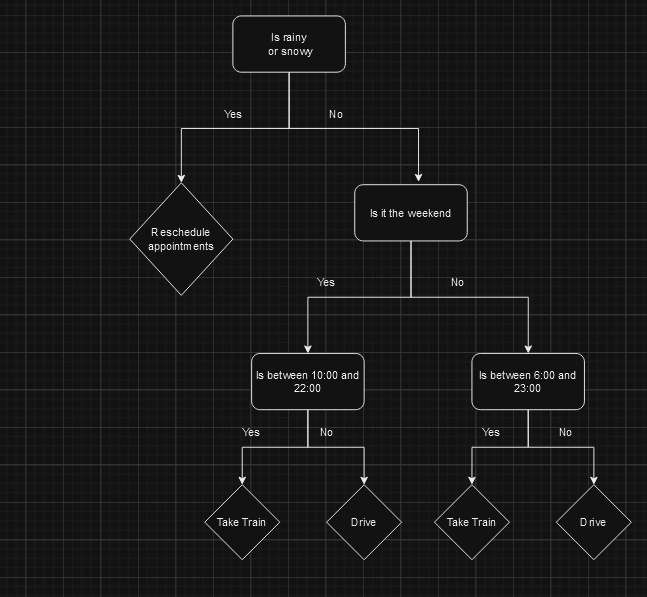 Is rainy
or snowy
Yes
No
Reschedule
appointments
Is it the weekend
Yes
No
Is between 10:00 and
22:00
Is between 6:00 and
23:00
Yes
No
Yes
No
Take Train
Drive
Take Train
Drive